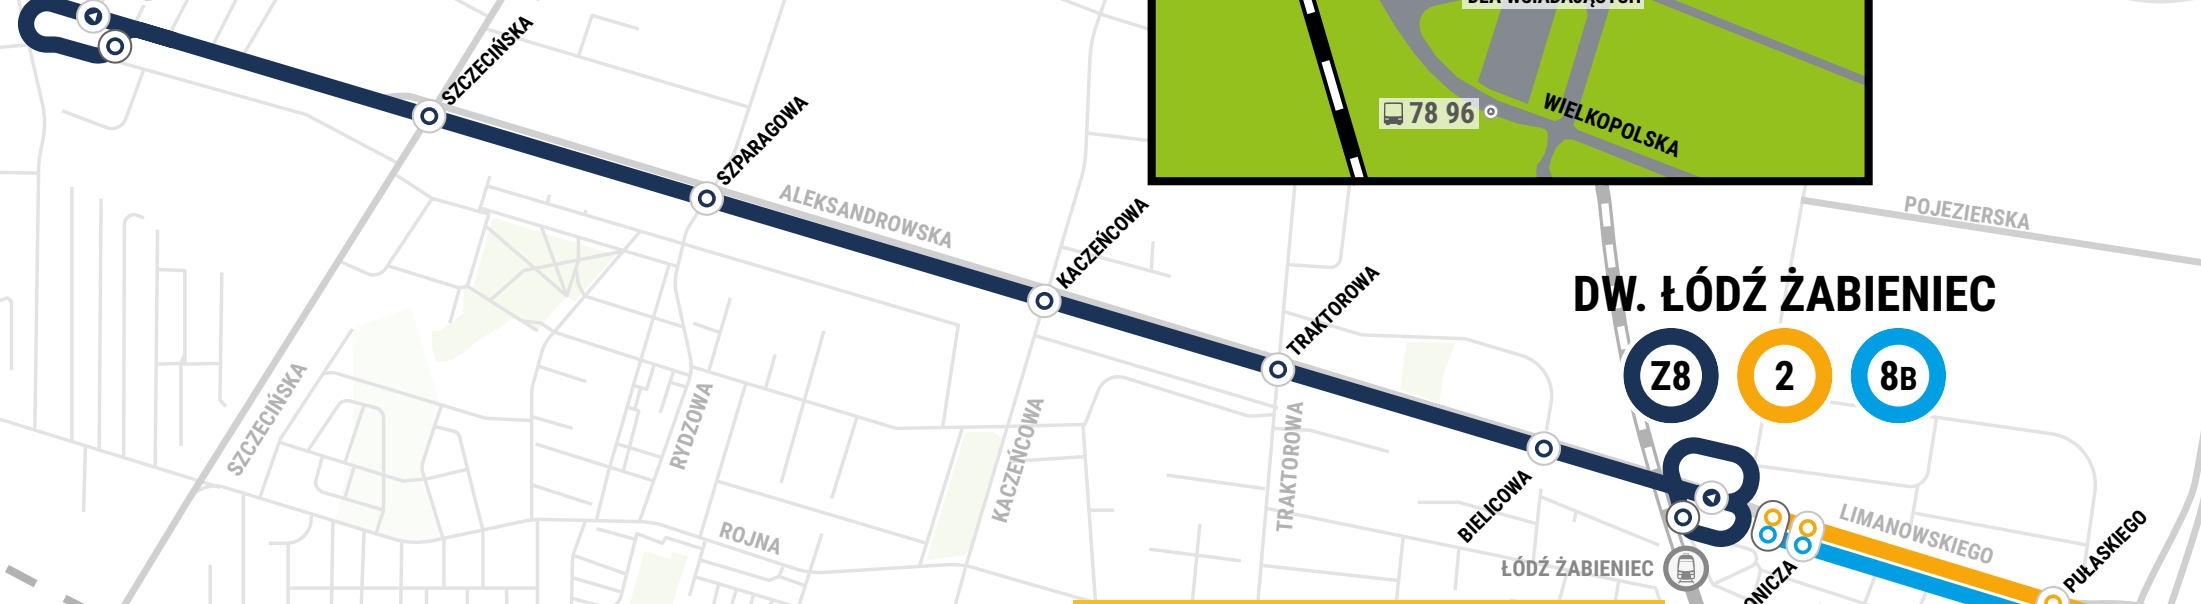 SZCZECIŃSKA
SZPARAGOWA
ALEKSANDROWSKA
KACZEŃCOWA
TRAKTOROWA
78 96
WIELKOPOLSKA
POJEZIERSKA
DW. ŁÓDŹ ŻABIENIEC
Z8
2
8B
SZCZECIŃSKA
RYDZOWA
KACZEŃCOWA
TRAKTOROWA
BIELICOWA
ROJNA
ŁÓDŹ ŻABIENIEC
LIMANOWSKIEGO
PUŁASKIEGO